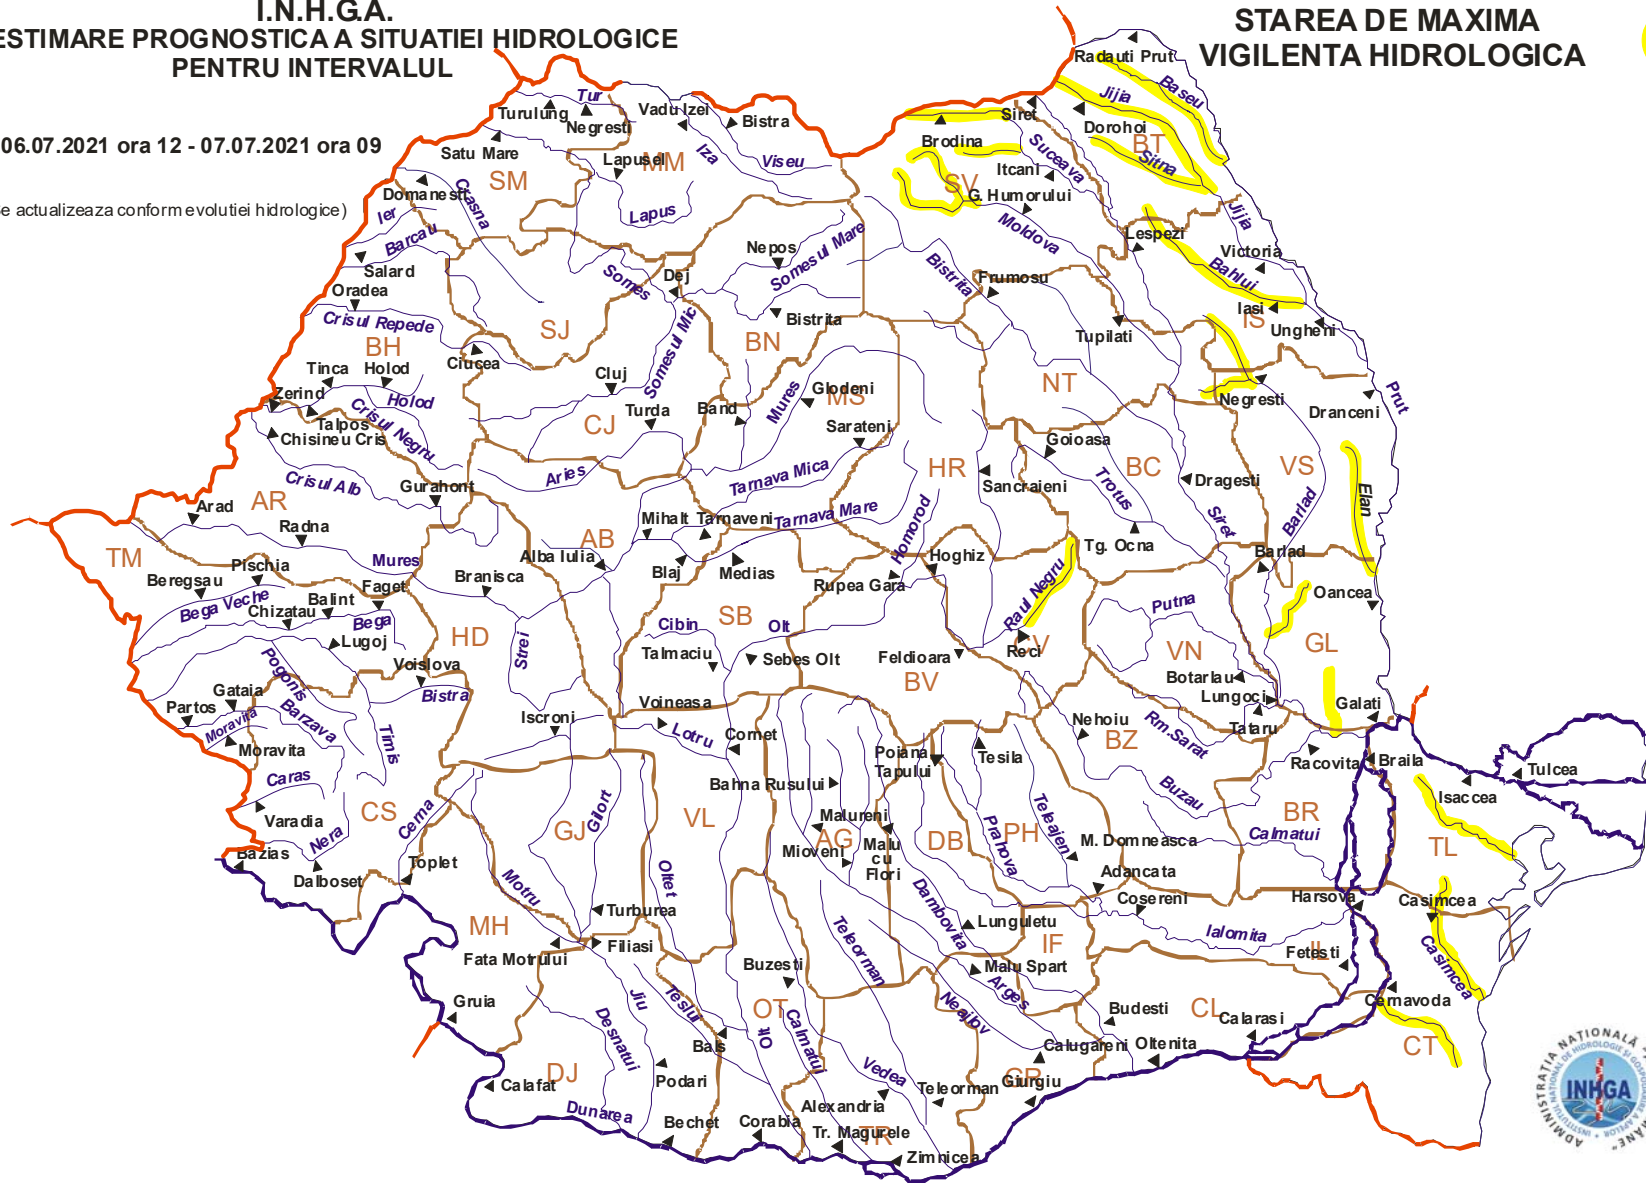 I.N.H.G.A.
ESTIMARE PROGNOSTICA A SITUATIEI HIDROLOGICE
PENTRU INTERVALUL
STAREA DE MAXIMA
VIGILENTA HIDROLOGICA
06.07.2021 ora 12 - 07.07.2021 ora 09
e actualizeaza conform evolutiei hidrologice)
Radauti Prut
Baseu
Tur
Turulung
Negresti
Vadu Izei
Bistra
Siret
Jijia
Dorohoi
BT
Brodina
Suceava
Sitna
Satu Mare
SM
Lapusel
MM
Iza
Viseu
Itcani
SV
G. Humorului
Domanesti
Crasna
Ier
Lapus
Moldova
Jijia
Barcau
Lespezi
Victoria
Salard
Somes
Dej
Nepos
Somesul Mare
Bistrita
Frumosu
Bahlui
Oradea
Crisul Repede
BH
SJ
Somesul Mic
Bistrita
BN
Tupilati
Iasi
IS
Ungheni
Ciucea
Tinca
Holod
Zerind
Holod
Cluj
Mures
Glodeni
MS
NT
Negresti
Prut
Dranceni
Talpos
Crisul Negru
Chisineu Cris
CJ
Turda
Band
Sarateni
Goioasa
Crisul Alb
Gurahont
Aries
Tarnava Mica
HR
Sancraieni
BC
Trotus
Dragesti
VS
Elan
AR
Arad
Radna
Mihalt
Tarnaveni
Tarnava Mare
Homorod
Siret
Barlad
TM
Mures
AB
Alba Iulia
Blaj
Medias
Rupea Gara
Hoghiz
Tg. Ocna
Barlad
Pischia
Beregsau
Faget
Branisca
Raul Negru
Oancea
Bega Veche
Chizatau
Balint
Bega
Lugoj
HD
Strei
SB
Cibin
Olt
Putna
GL
Talmaciu
Sebes Olt
Feldioara
BV
Reci
CV
VN
Voislova
Bistra
Pogonis
Gataia
Partos
Barzava
Moravita
Moravita
Timis
Iscroni
Voineasa
Lotru
Cornet
Botarlau
Lungoci
Tataru
Galati
Nehoiu
BZ
Rm.Sarat
Poiana
Tapului
Tesila
Racovita
Braila
Tulcea
Caras
Varadia
CS
Nera
Cerna
Bahna Rusului
Buzau
Isaccea
Bazias
Dalboset
Toplet
GJ
Gilort
VL
Malureni
AG
Mioveni
Malu
cu
Flori
DB
Prahova
PH
Teleajen
M. Domneasca
BR
Calmatui
TL
Motru
Oltet
Adancata
Cosereni
Harsova
Casimcea
MH
Turburea
Filiasi
Fata Motrului
Teleorman
Dambovita
Lunguletu
IF
Ialomita
IL
Fetesti
Casimcea
Buzesti
Malu Spart
Arges
Gruia
Jiu
Teslui
OT
Neajlov
Budesti
CL
Cernavoda
Desnatui
Bals
Olt
Calmatui
Calarasi
CT
Calafat
DJ
Podari
Vedea
Calugareni
Oltenita
GR
Giurgiu
Teleorman
Dunarea
Bechet
Corabia
Alexandria
Tr. Magurele
TR
Zimnicea
INHGA